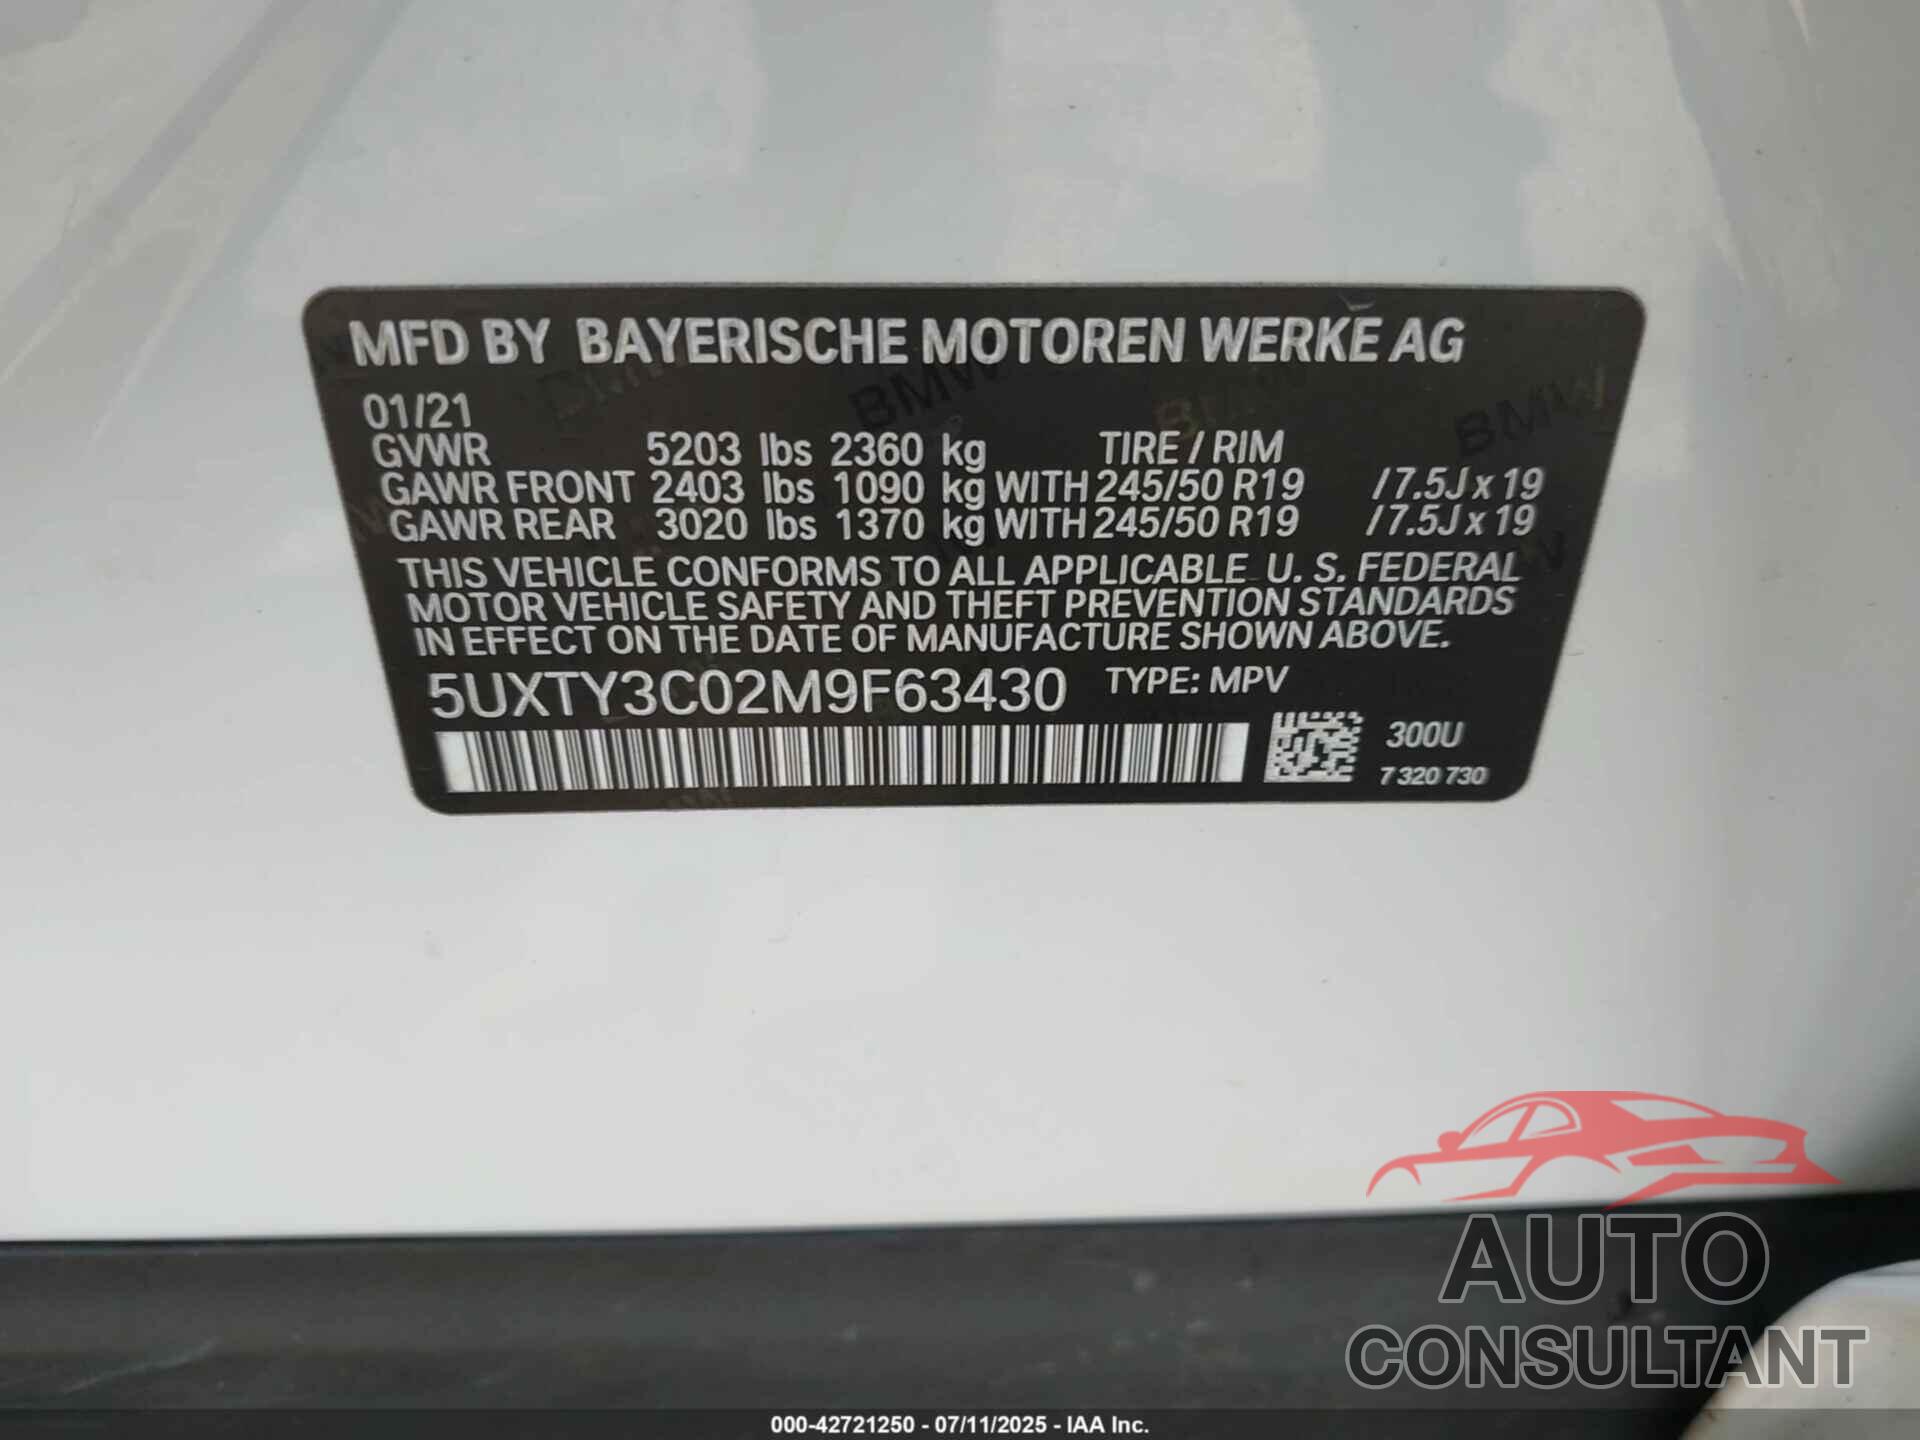 MFD BY BAYERISCHE MOTOREN WERKE AG
01/21
GVWR 5203 lbs 2360 kg TIRE / RIM
GAWR FRONT 2403 lbs 1090 kg WITH 245/50 R19 / 7.5J x 19
GAWR REAR 3020 lbs 1370 kg WITH 245/50 R19 / 7.5J x 19
THIS VEHICLE CONFORMS TO ALL APPLICABLE U. S. FEDERAL
MOTOR VEHICLE SAFETY AND THEFT PREVENTION STANDARDS
IN EFFECT ON THE DATE OF MANUFACTURE SHOWN ABOVE.
5UXTY3C02M9F63430 TYPE: MPV
300U
7 320 730
BMW BMW BMW BMW
AUTO
CONSULTANT
000-42721250 - 07/11/2025 - IAA Inc.